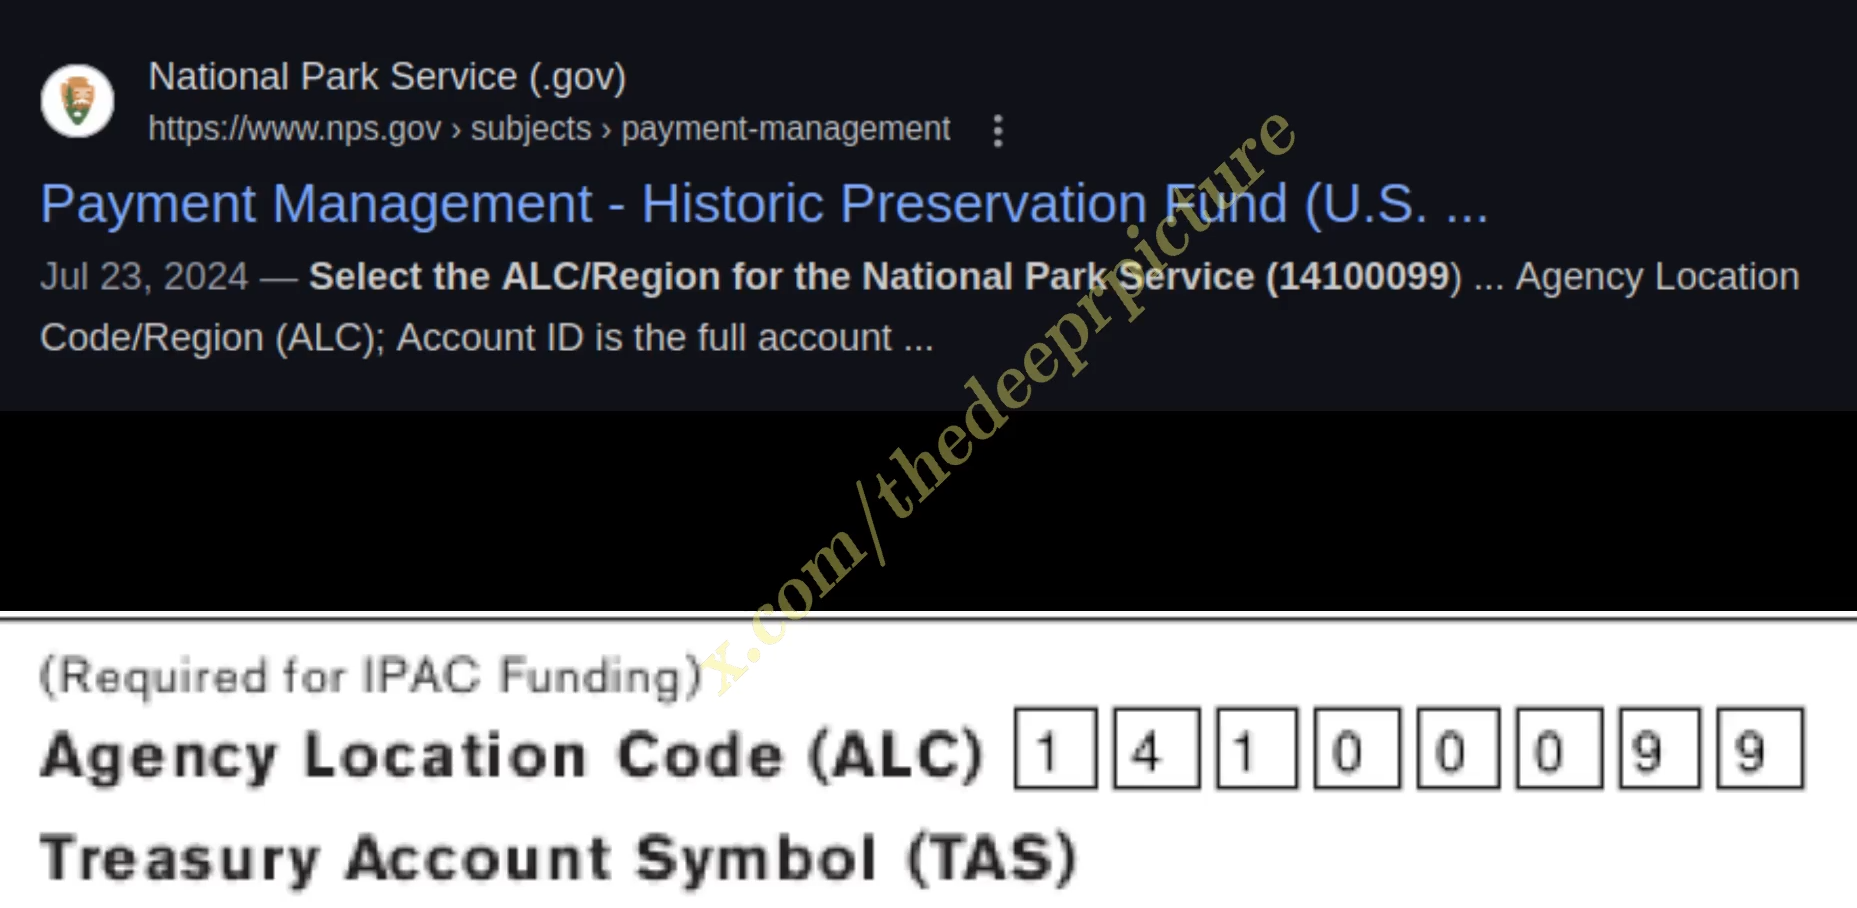 National Park Service (.gov)
https://www.nps.gov › subjects › payment-management
Payment Management - Historic Preservation Fund (U.S. ...
Jul 23, 2024 — Select the ALC/Region for the National Park Service (14100099) ... Agency Location
Code/Region (ALC); Account ID is the full account ...
x.com/thedeeprpicture
(Required for IPAC Funding)
Agency Location Code (ALC) 1 4 1 0 0 0 9 9
Treasury Account Symbol (TAS)